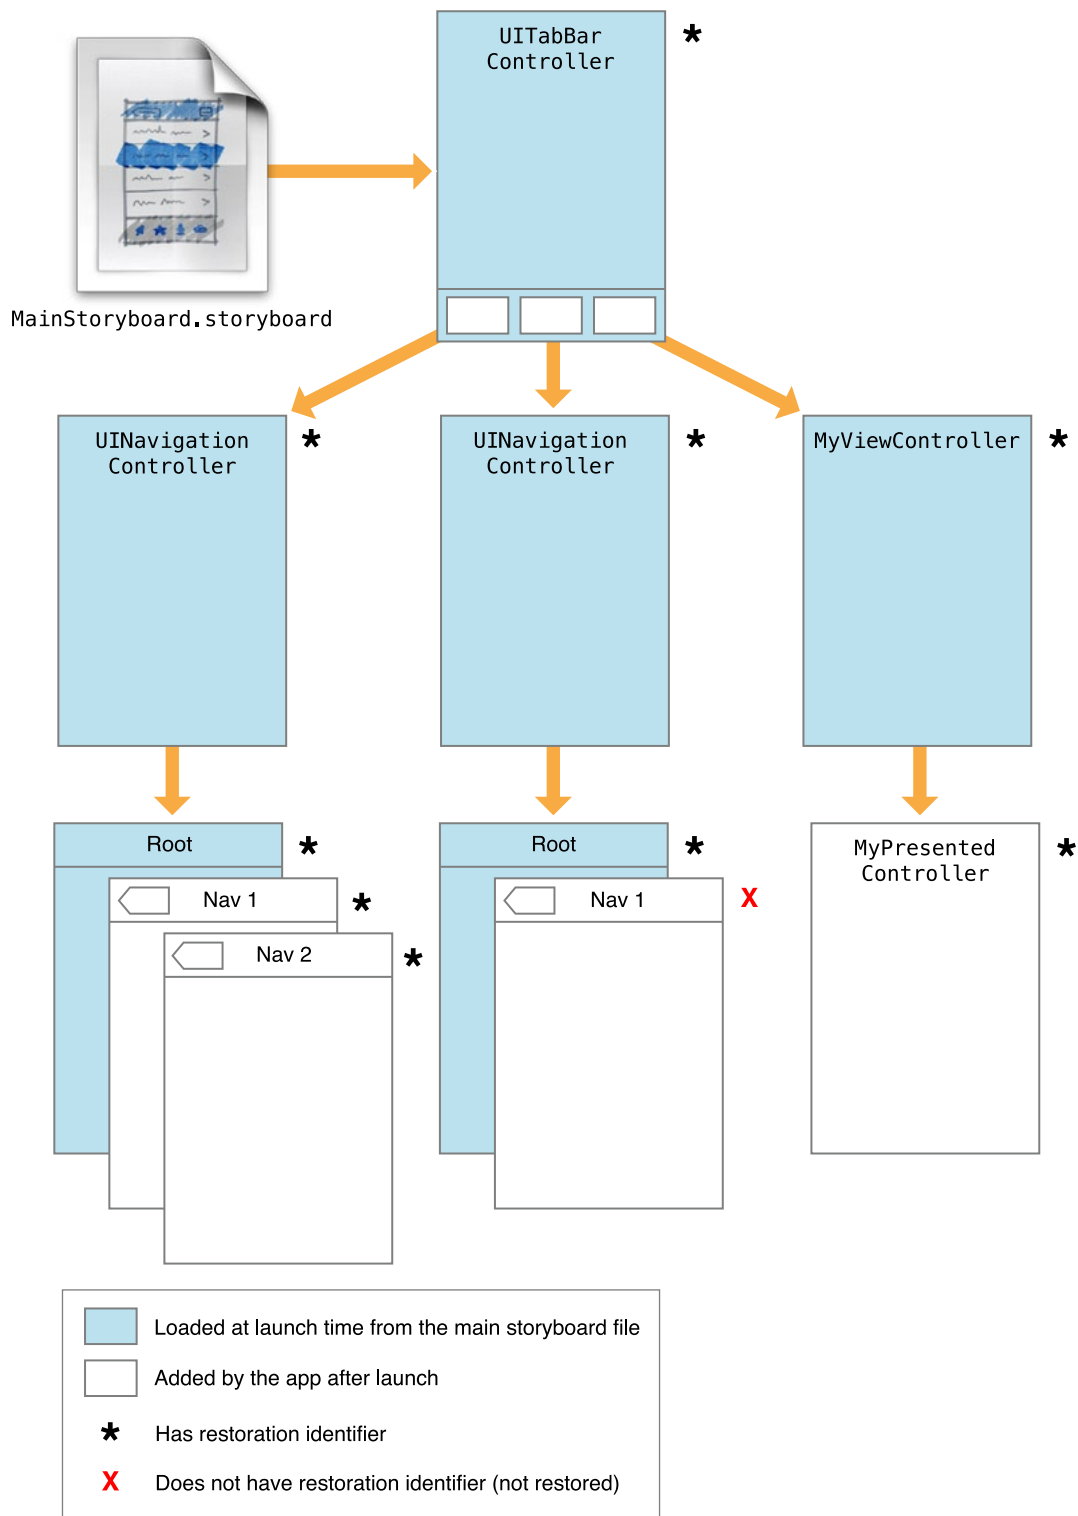 UITabBar
Controller
*
MainStoryboard.storyboard
UINavigation
Controller
*
UINavigation
Controller
*
MyViewController
*
Root
*
Nav 1
*
Nav 2
*
Root
*
Nav 1
X
MyPresented
Controller
*
Loaded at launch time from the main storyboard file
Added by the app after launch
* Has restoration identifier
X Does not have restoration identifier (not restored)